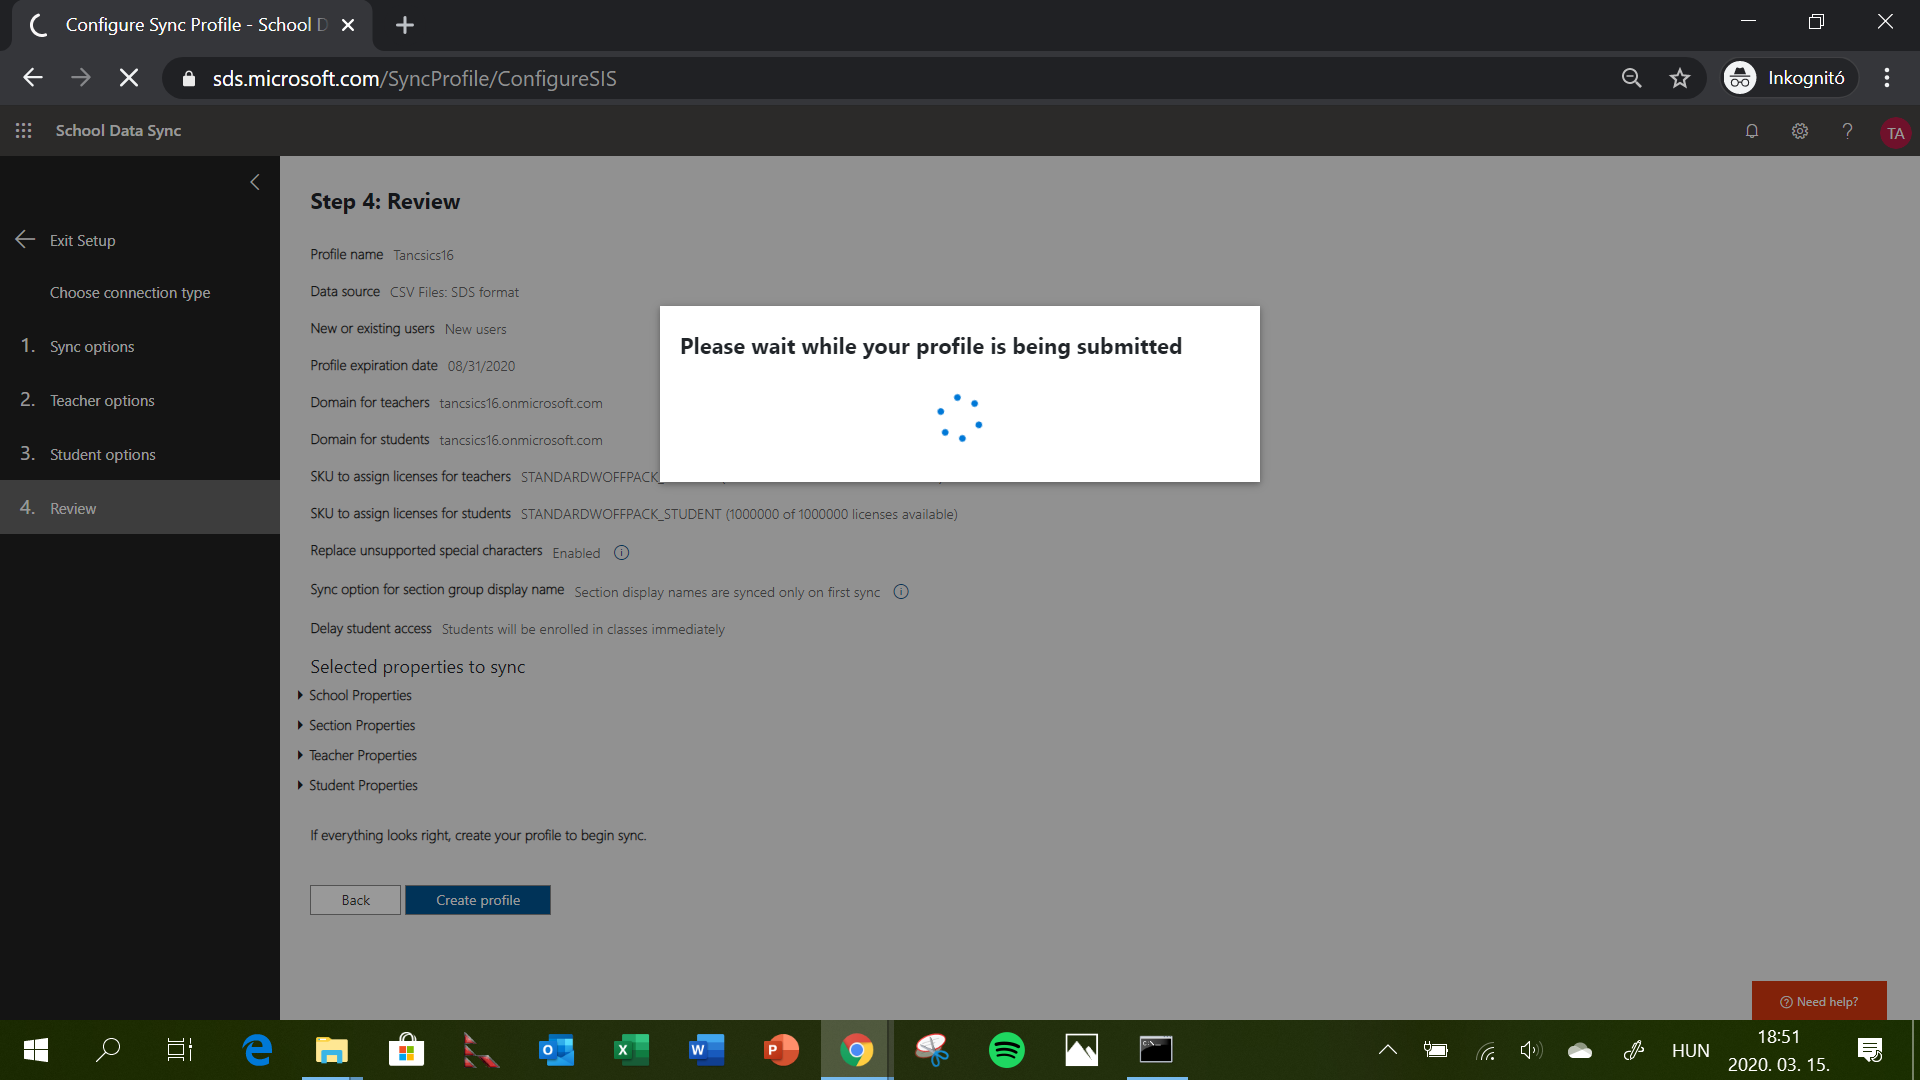 Configure Sync Profile - School D
sds.microsoft.com/SyncProfile/ConfigureSIS
Inkognitó
School Data Sync
TA
Exit Setup
Choose connection type
1. Sync options
2. Teacher options
3. Student options
4. Review
Step 4: Review
Profile name Tancsics16
Data source CSV Files: SDS format
New or existing users New users
Profile expiration date 08/31/2020
Domain for teachers tancsics16.onmicrosoft.com
Domain for students tancsics16.onmicrosoft.com
SKU to assign licenses for teachers STANDARDWOFFPACK_
SKU to assign licenses for students STANDARDWOFFPACK_STUDENT (1000000 of 1000000 licenses available)
Replace unsupported special characters Enabled
Sync option for section group display name Section display names are synced only on first sync
Delay student access Students will be enrolled in classes immediately
Selected properties to sync
School Properties
Section Properties
Teacher Properties
Student Properties
If everything looks right, create your profile to begin sync.
Back Create profile
Please wait while your profile is being submitted
Need help?
HUN
18:51
2020. 03. 15.